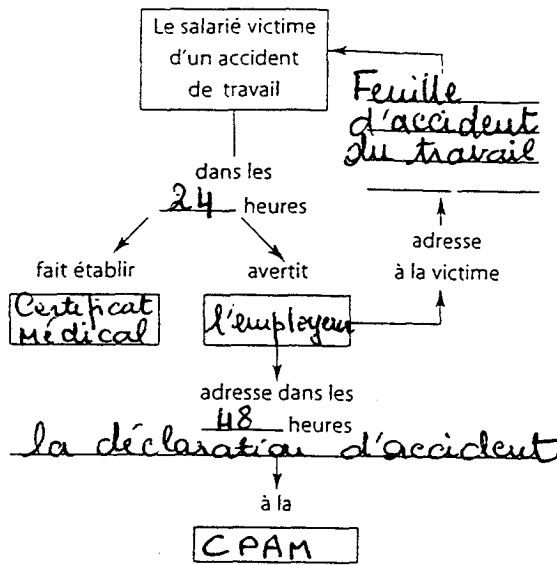 Le salarié victime
d'un accident
de travail
Feuille
d'accident
du travail
dans les
24 heures
adresse
à la victime
fait établir
avertit
Certificat
Médical
l'employeur
adresse dans les
48 heures
la déclaration d'accident
à la
CPAM